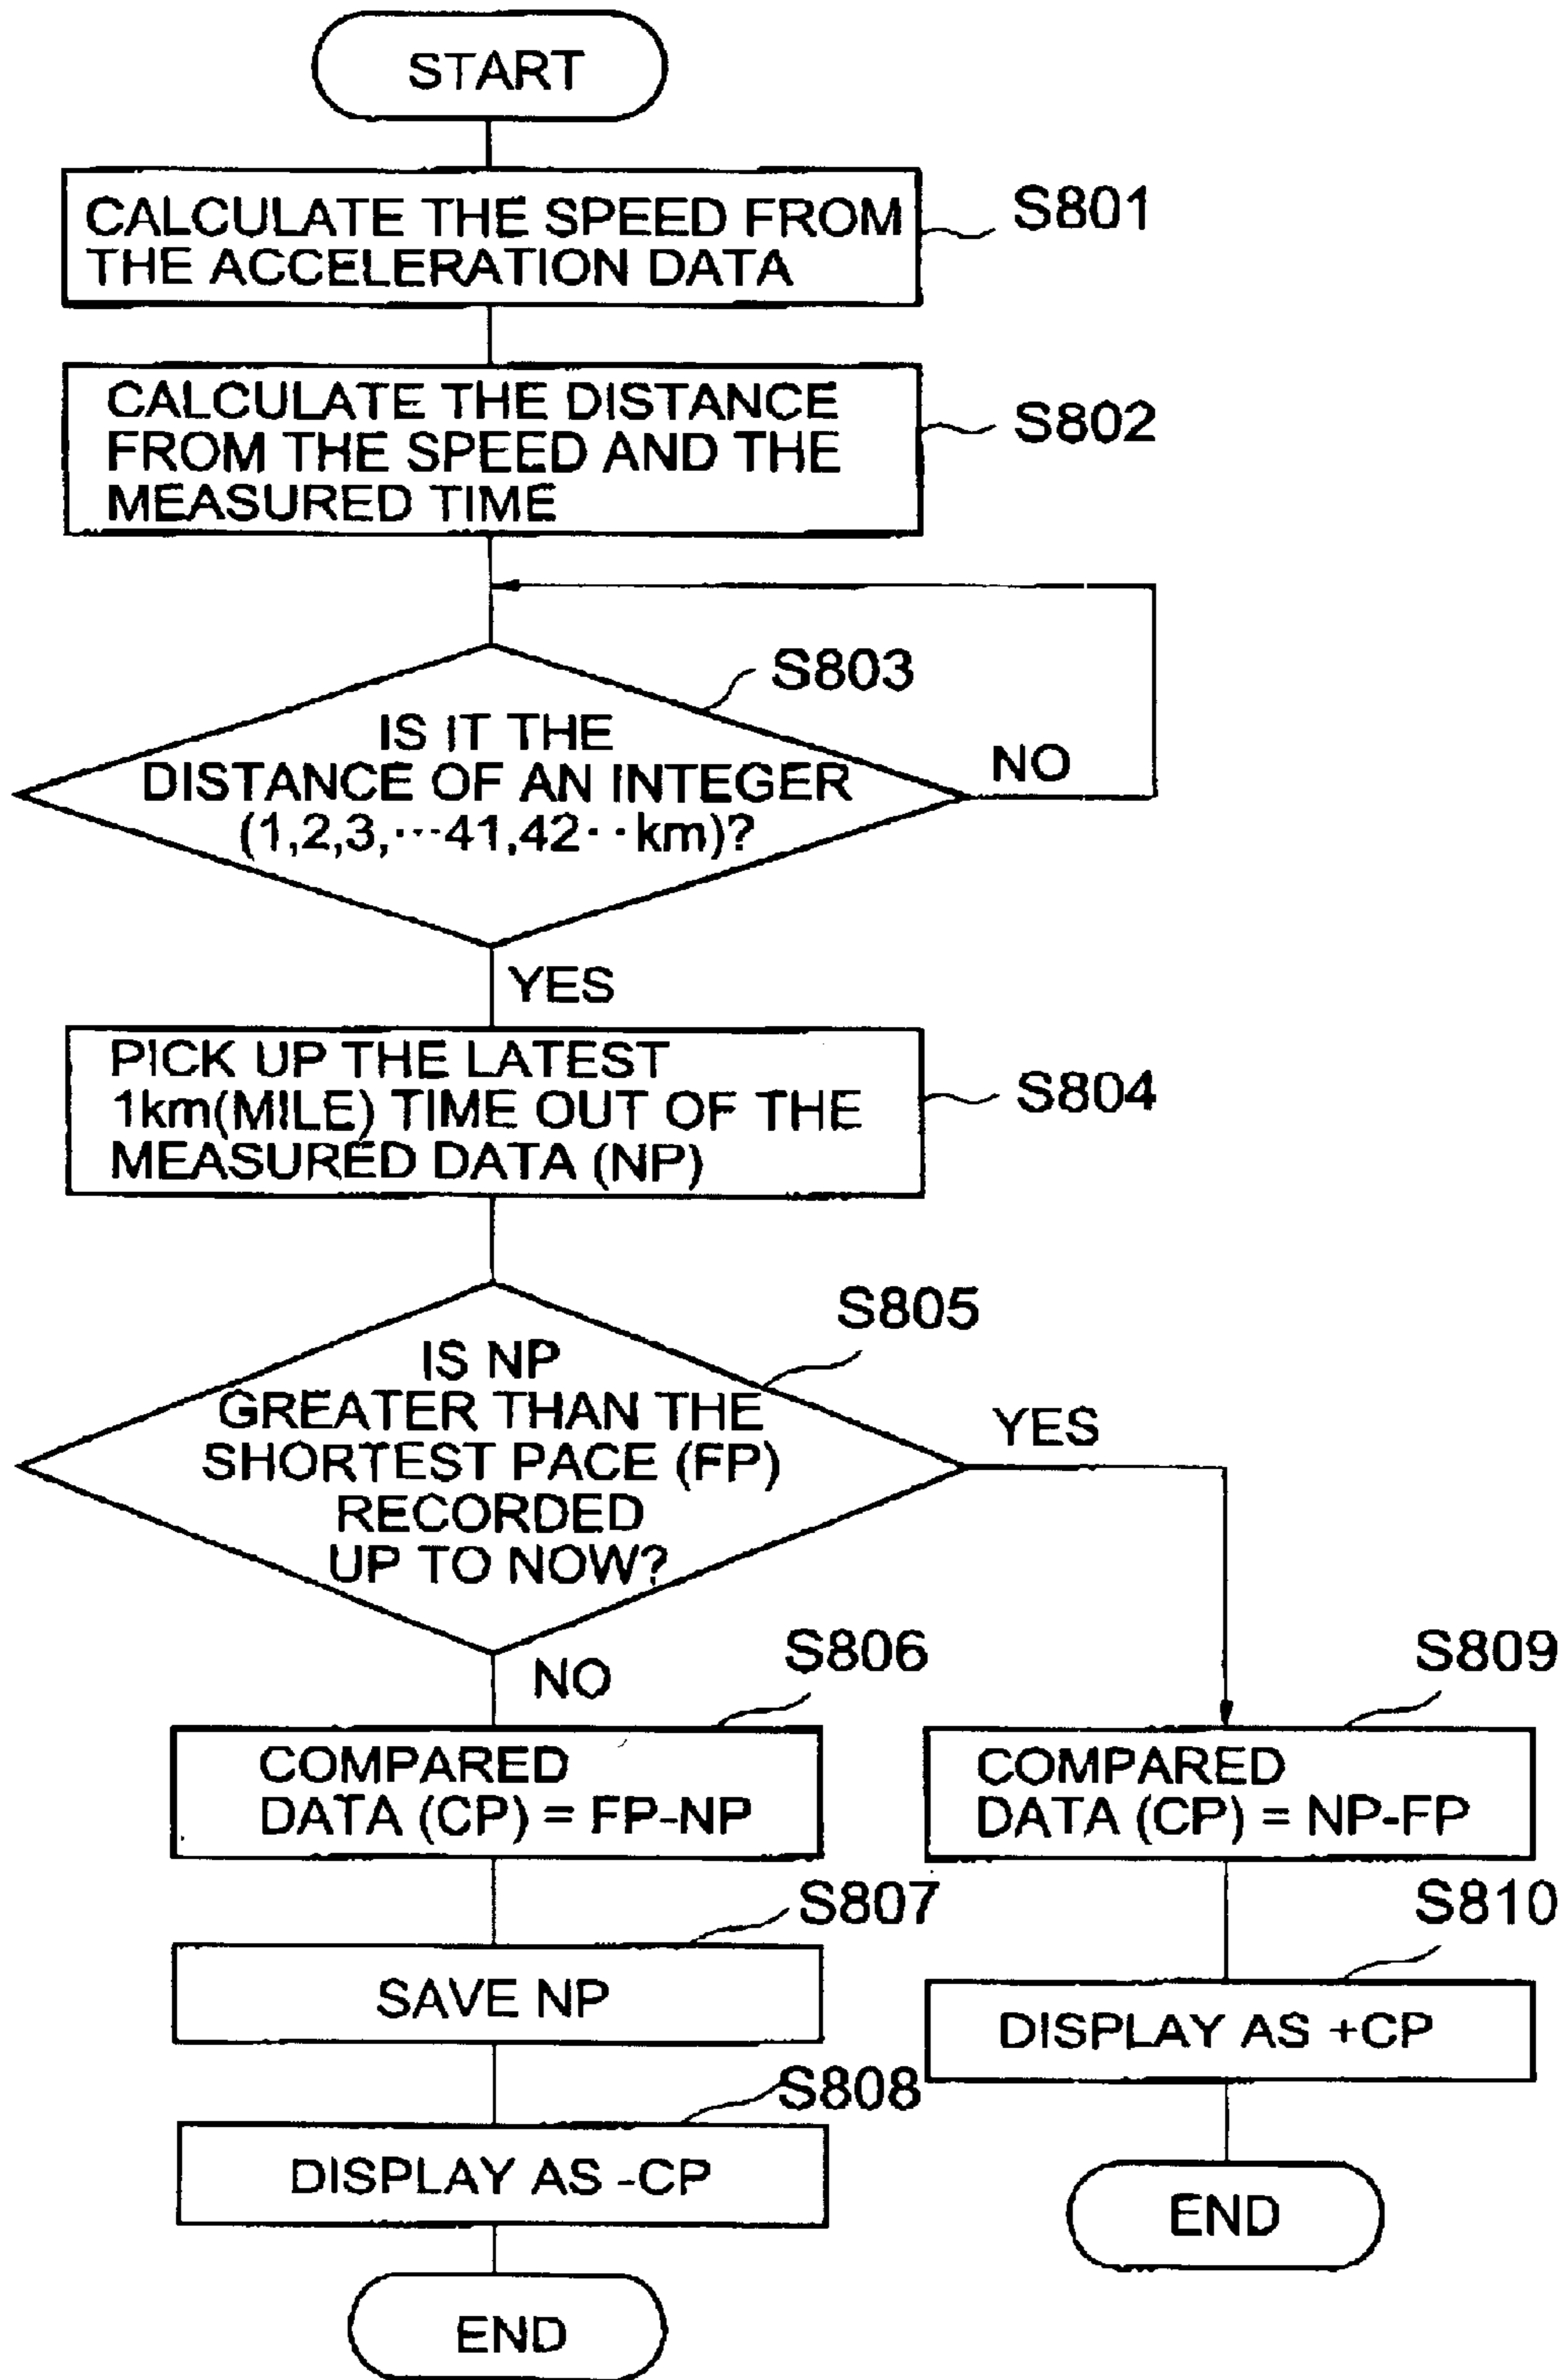 START
CALCULATE THE SPEED FROM
THE ACCELERATION DATA
S801
CALCULATE THE DISTANCE
FROM THE SPEED AND THE
MEASURED TIME
S802
S803
IS IT THE
DISTANCE OF AN INTEGER
(1,2,3,···41,42··km)?
NO
YES
PICK UP THE LATEST
1km(MILE) TIME OUT OF THE
MEASURED DATA (NP)
S804
S805
IS NP
GREATER THAN THE
SHORTEST PACE (FP)
RECORDED
UP TO NOW?
YES
NO
S806
COMPARED
DATA (CP) = FP-NP
S807
SAVE NP
S808
DISPLAY AS -CP
END
S809
COMPARED
DATA (CP) = NP-FP
S810
DISPLAY AS +CP
END